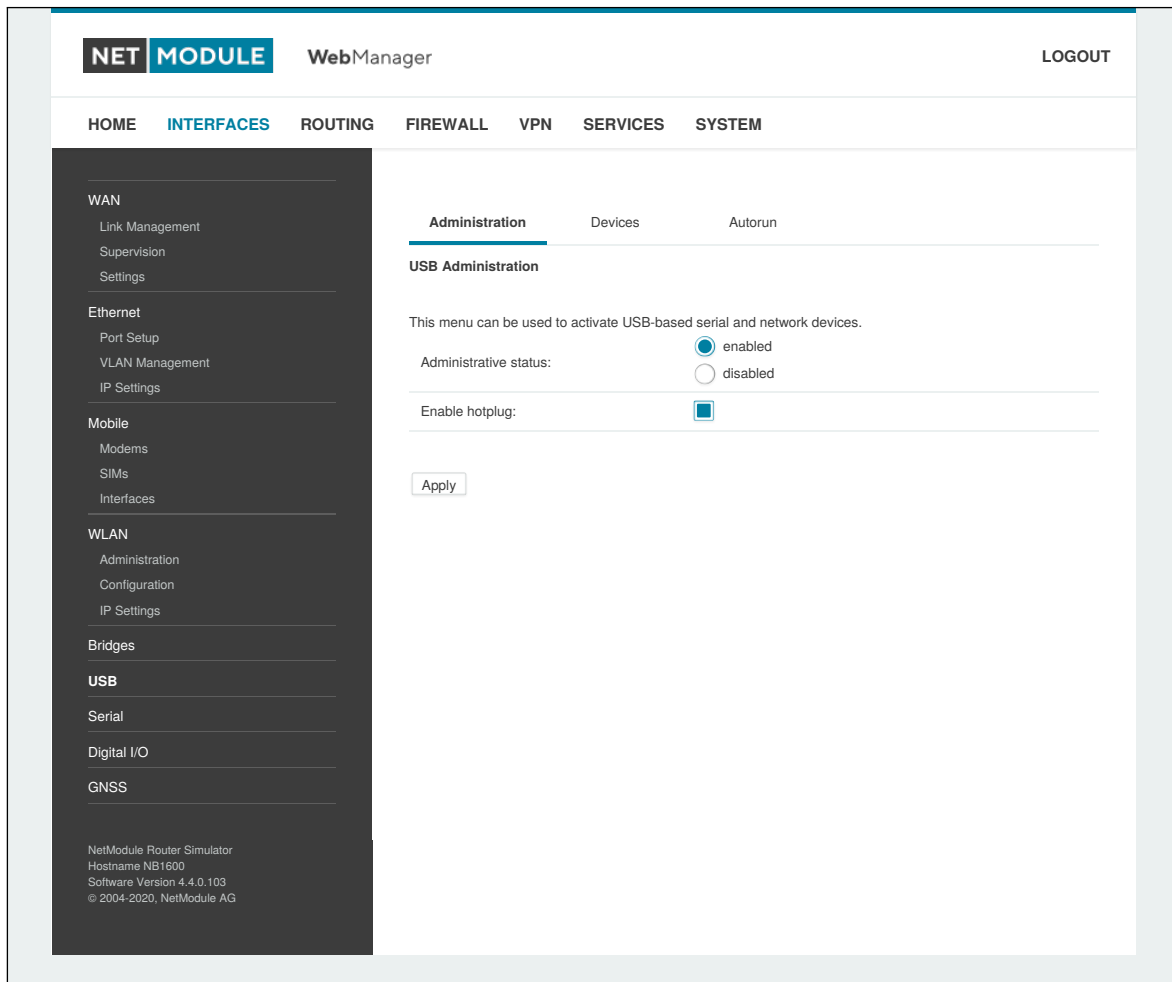 NET MODULE WebManager LOGOUT
HOME INTERFACES ROUTING FIREWALL VPN SERVICES SYSTEM
WAN
Link Management
Supervision
Settings
Ethernet
Port Setup
VLAN Management
IP Settings
Mobile
Modems
SIMs
Interfaces
WLAN
Administration
Configuration
IP Settings
Bridges
USB
Serial
Digital I/O
GNSS
NetModule Router Simulator
Hostname NB1600
Software Version 4.4.0.103
© 2004-2020, NetModule AG
Administration Devices Autorun
USB Administration
This menu can be used to activate USB-based serial and network devices.
Administrative status:
enabled
disabled
Enable hotplug:
Apply